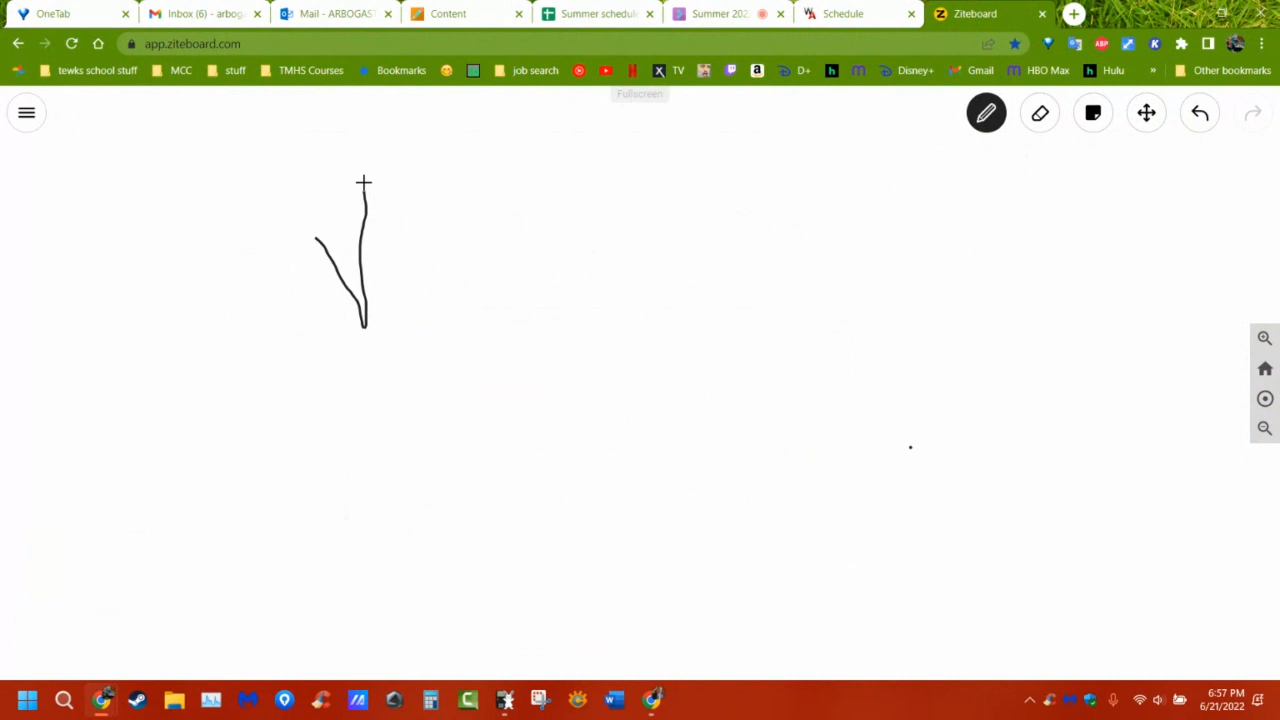 OneTab
Inbox (6) - arbog
Mail - ARBOGAST
Content
Summer schedul
Summer 202
Schedule
Ziteboard
app.ziteboard.com
tewks school stuff
MCC
stuff
TMHS Courses
Bookmarks
job search
TV
D+
Disney+
Gmail
HBO Max
Hulu
»
Other bookmarks
Fullscreen
6:57 PM
6/21/2022